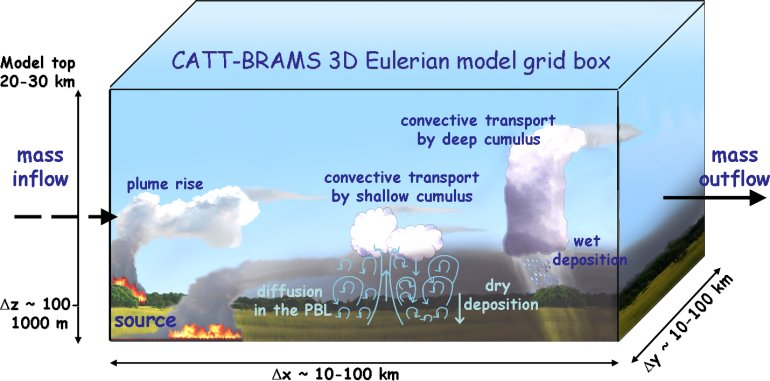 CATT-BRAMS 3D Eulerian model grid box
Model top
20-30 km
mass
inflow
plume rise
convective transport
by shallow cumulus
convective transport
by deep cumulus
mass
outflow
wet
deposition
diffusion
in the PBL
dry
deposition
source
Δz ~ 100-
1000 m
Δx ~ 10-100 km
Δy ~ 10-100 km